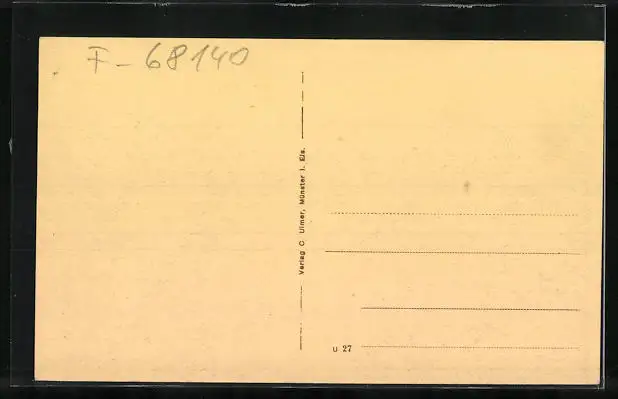 F - 68140
Verlag C. Ulmer, Münster i. Els.
U 27